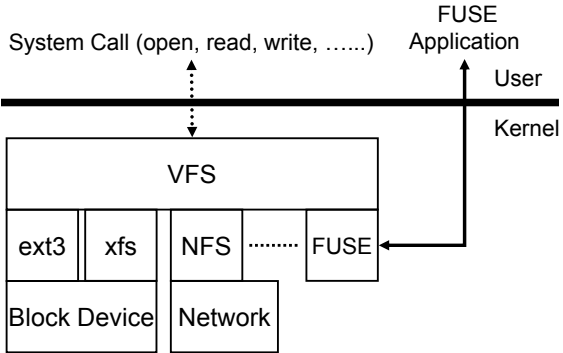 FUSE
System Call (open, read, write, …...)
Application
User
Kernel
VFS
ext3 xfs NFS ......... FUSE
Block Device Network